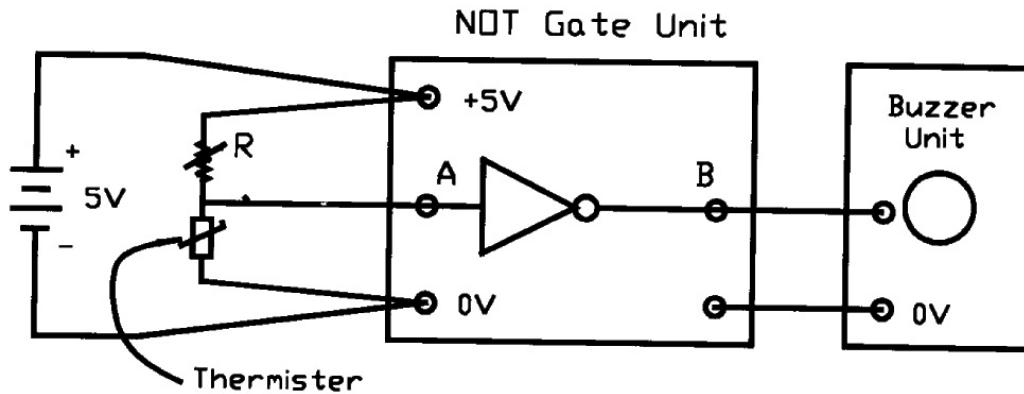 NOT Gate Unit
+5V
Buzzer
Unit
+
R
A
B
5V
-
0V
0V
Thermister